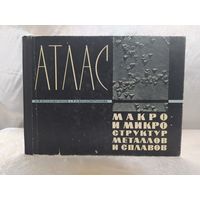 АТЛАС
МАКРО
И МИКРО
СТРУКТУР
МЕТАЛЛОВ
И СПЛАВОВ